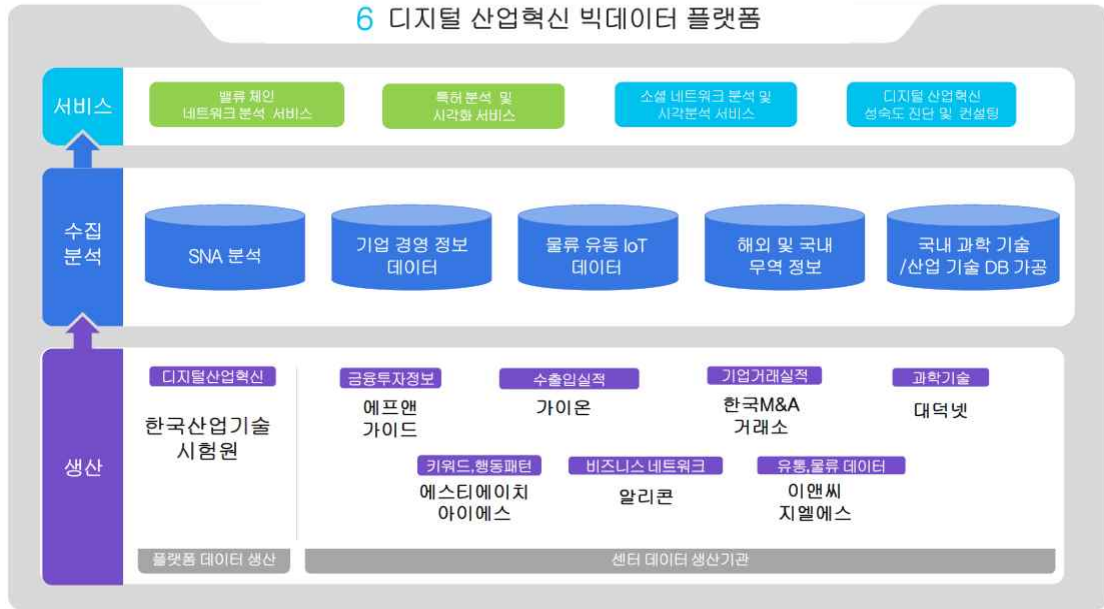 6 디지털 산업혁신 빅데이터 플랫폼
서비스
밸류 체인
네트워크 분석 서비스
특허 분석 및
시각화 서비스
소셜 네트워크 분석 및
시각분석 서비스
디지털 산업혁신
성숙도 진단 및 컨설팅
수집
분석
SNA 분석
기업 경영 정보
데이터
물류 유동 IoT
데이터
해외 및 국내
무역 정보
국내 과학 기술
/산업 기술 DB 가공
생산
디지털산업혁신
한국산업기술
시험원
금융투자정보
에프앤
가이드
수출입실적
가이온
기업거래실적
한국M&A
거래소
과학기술
대덕넷
키워드,행동패턴
에스티에이치
아이에스
비즈니스 네트워크
알리콘
유통,물류 데이터
이앤씨
지엘에스
플랫폼 데이터 생산
센터 데이터 생산기관